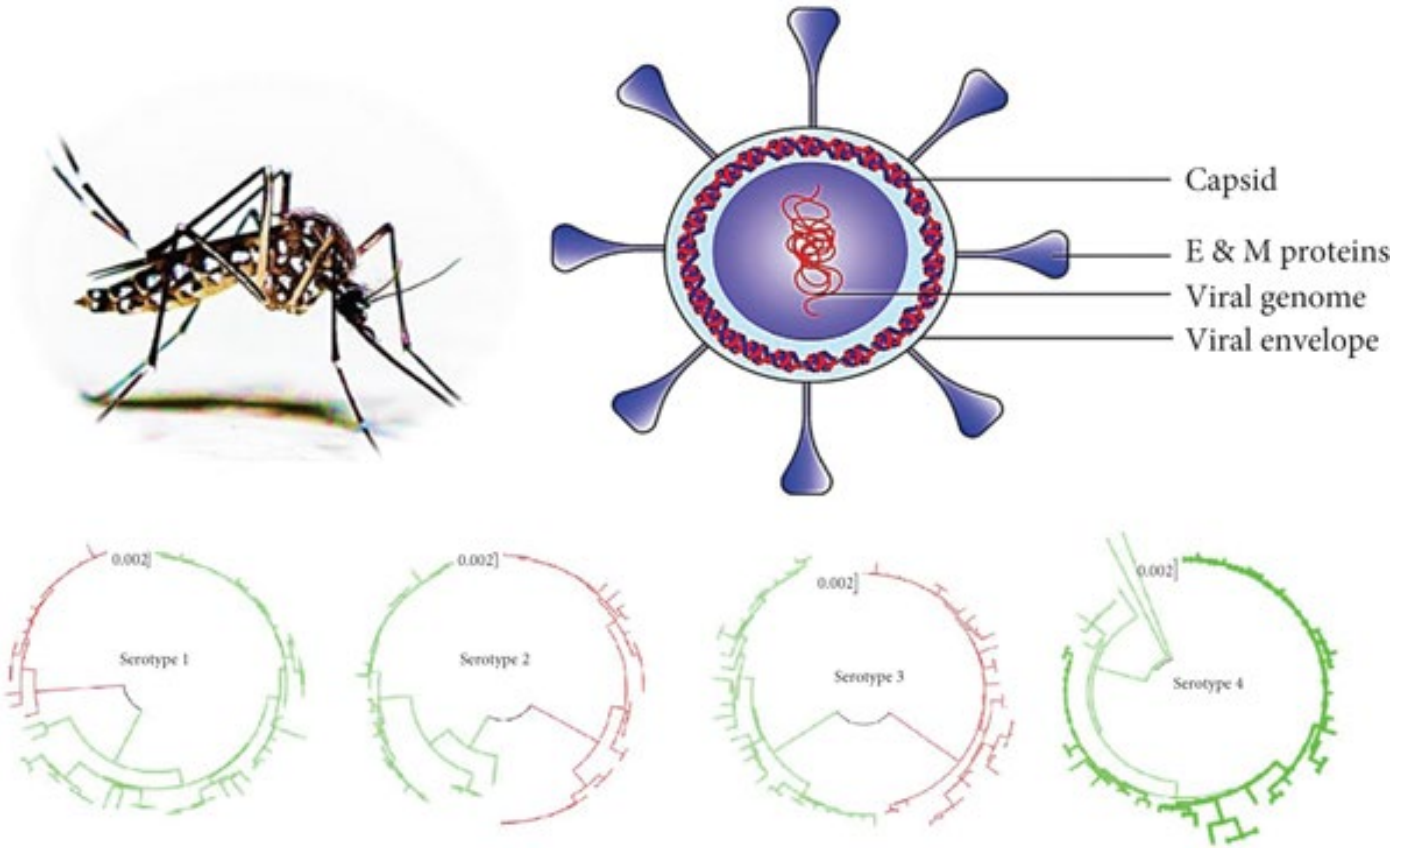 Capsid
E & M proteins
Viral genome
Viral envelope
0.002
Serotype 1
0.002
Serotype 2
0.002
Serotype 3
0.002
Serotype 4